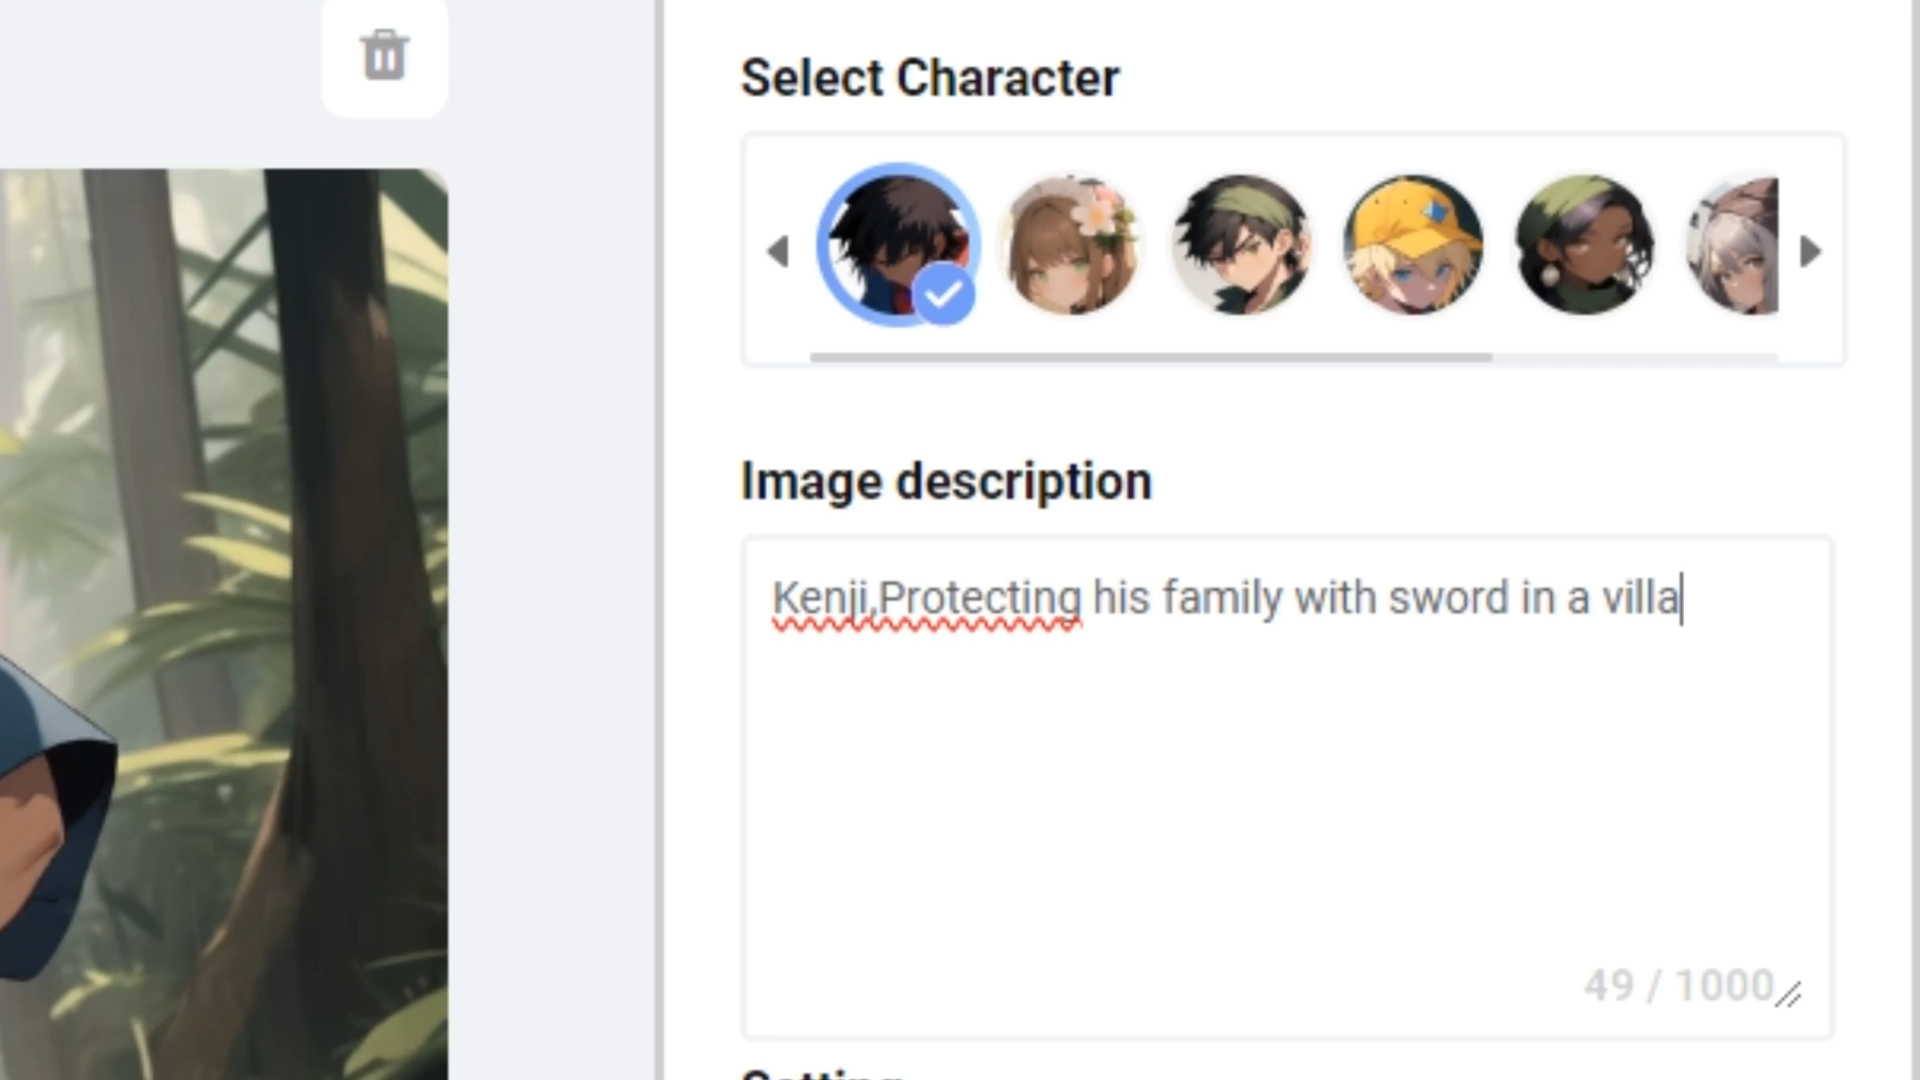 Select Character
Image description
Kenji,Protecting his family with sword in a villa
49 / 1000